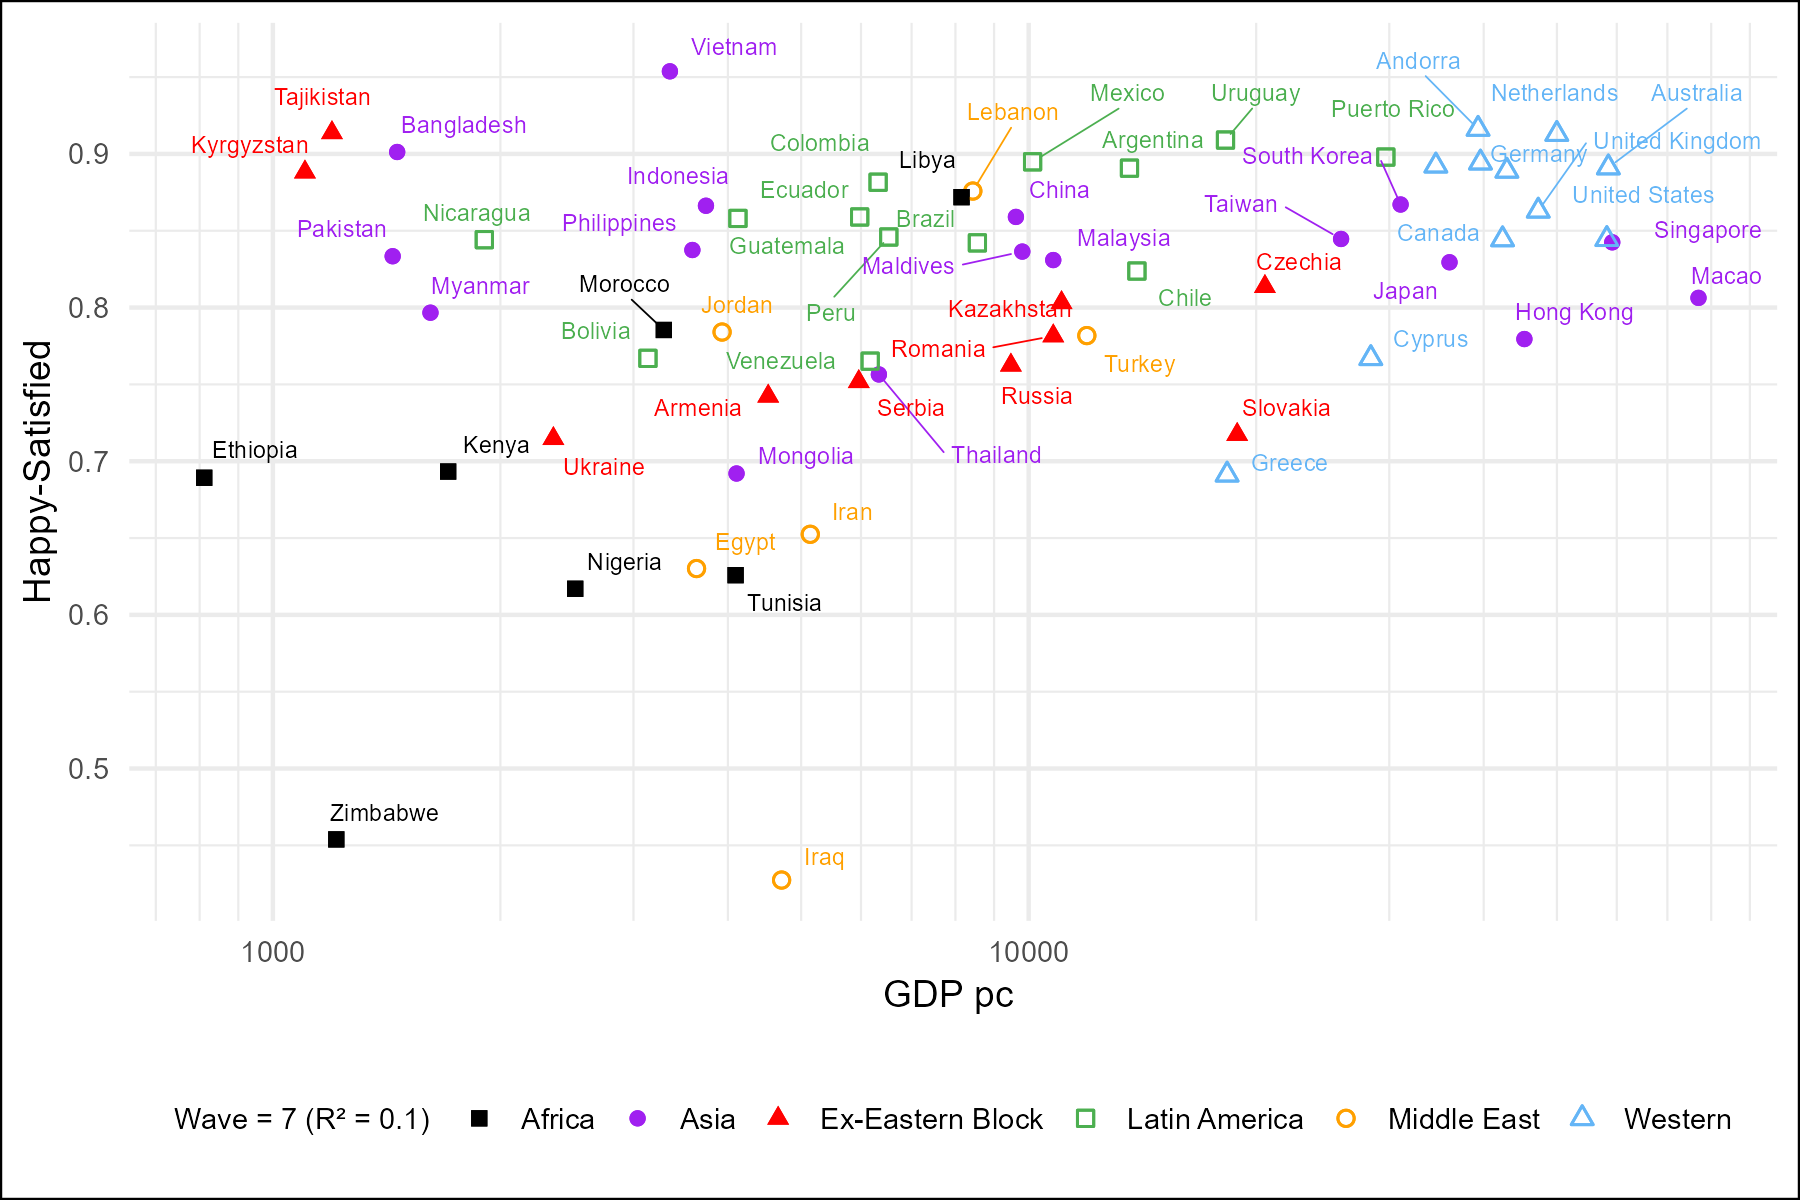 Vietnam
Andorra
Tajikistan
Mexico
Uruguay
Netherlands
Australia
Lebanon
Puerto Rico
Bangladesh
Kyrgyzstan
Colombia
Argentina
United Kingdom
0.9
Libya
South Korea
Germany
Indonesia
Ecuador
China
United States
Nicaragua
Philippines
Brazil
Taiwan
Pakistan
Guatemala
Malaysia
Canada
Singapore
Maldives
Czechia
Macao
Myanmar
Morocco
Jordan
Chile
Japan
0.8
Peru
Kazakhstan
Hong Kong
Bolivia
Romania
Cyprus
Venezuela
Turkey
Russia
Armenia
Serbia
Slovakia
Ethiopia
Kenya
0.7
Ukraine
Mongolia
Thailand
Greece
Iran
Egypt
Nigeria
Tunisia
0.6
0.5
Zimbabwe
Iraq
Happy-Satisfied
1000
10000
GDP pc
Wave = 7 (R² = 0.1) Africa Asia Ex-Eastern Block Latin America Middle East Western